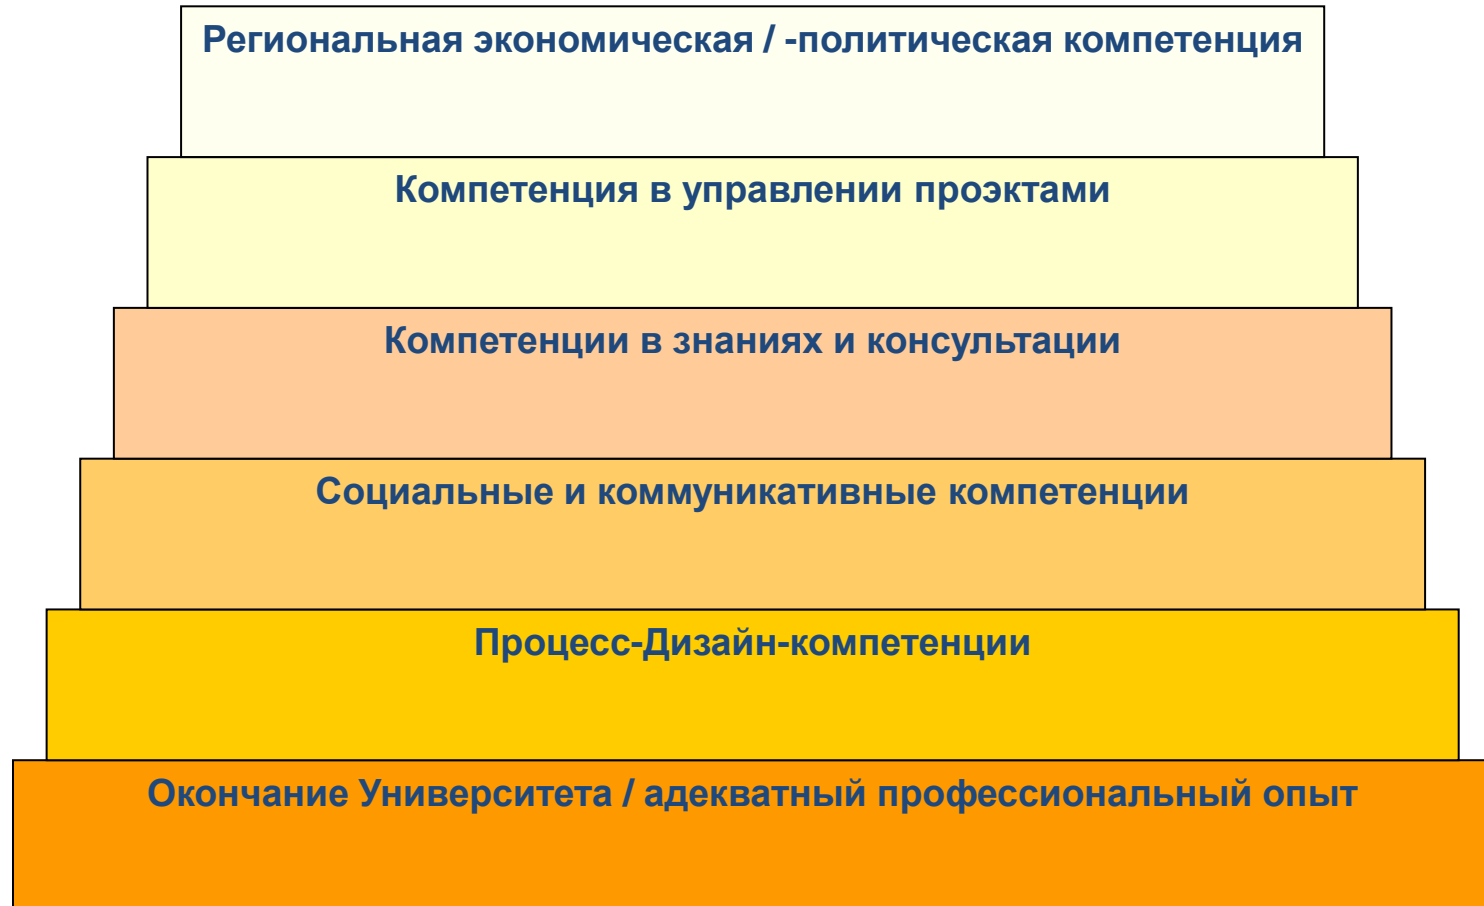 Региональная экономическая / -политическая компетенция
Компетенция в управлении проэктами
Компетенции в знаниях и консультации
Социальные и коммуникативные компетенции
Процесс-Дизайн-компетенции
Окончание Университета / адекватный профессиональный опыт